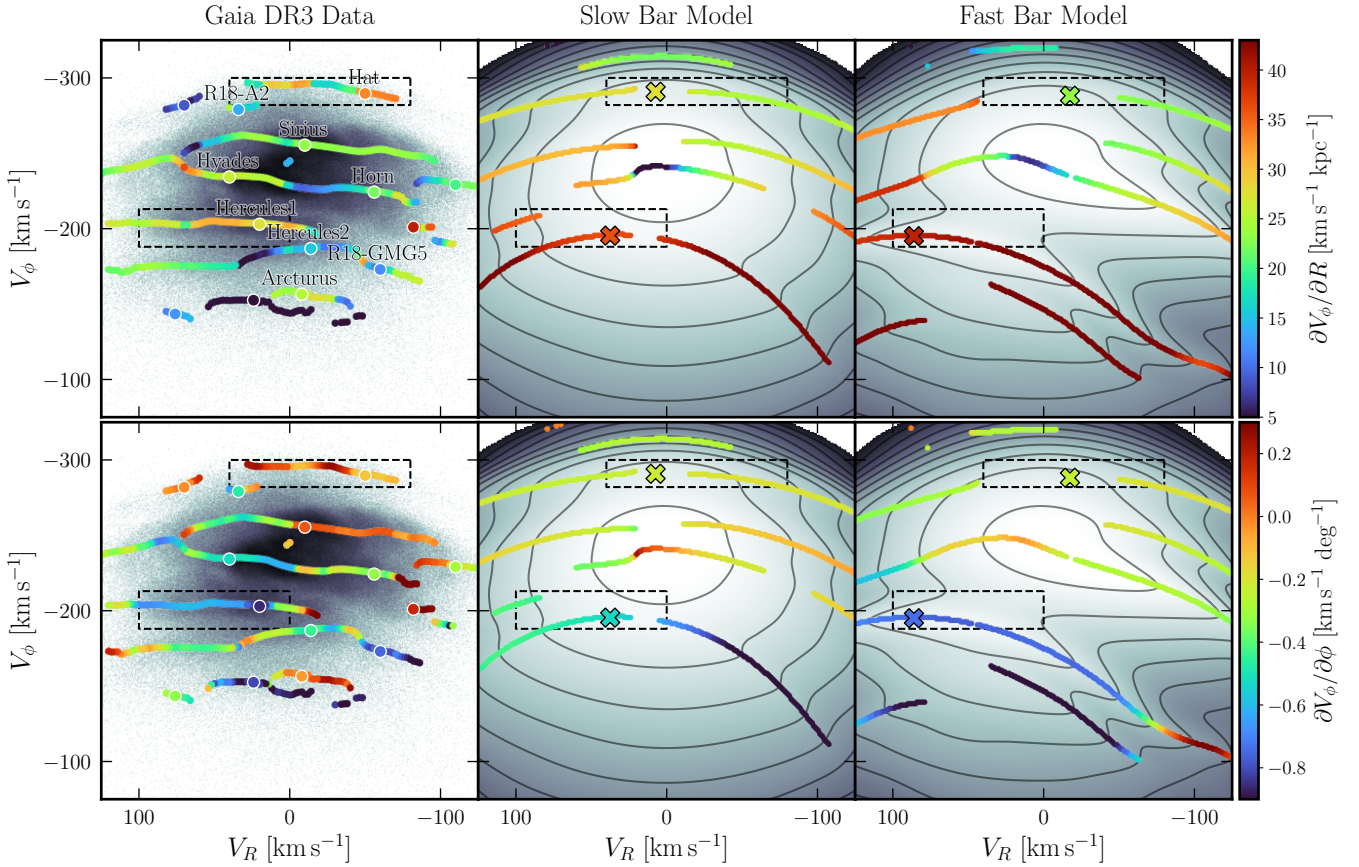 Gaia DR3 Data
Slow Bar Model
Fast Bar Model
−300
−200
−100
V_ϕ [km s⁻¹]
Hat
R18-A2
Sirius
Hyades
Horn
Hercules1
Hercules2
R18-GMG5
Arcturus
40
35
30
25
20
15
10
5
∂V_ϕ/∂R [km s⁻¹ kpc⁻¹]
−300
−200
−100
V_ϕ [km s⁻¹]
0.2
0.0
−0.2
−0.4
−0.6
−0.8
∂V_ϕ/∂ϕ [km s⁻¹ deg⁻¹]
100 0 −100
100 0 −100
100 0 −100
V_R [km s⁻¹]
V_R [km s⁻¹]
V_R [km s⁻¹]